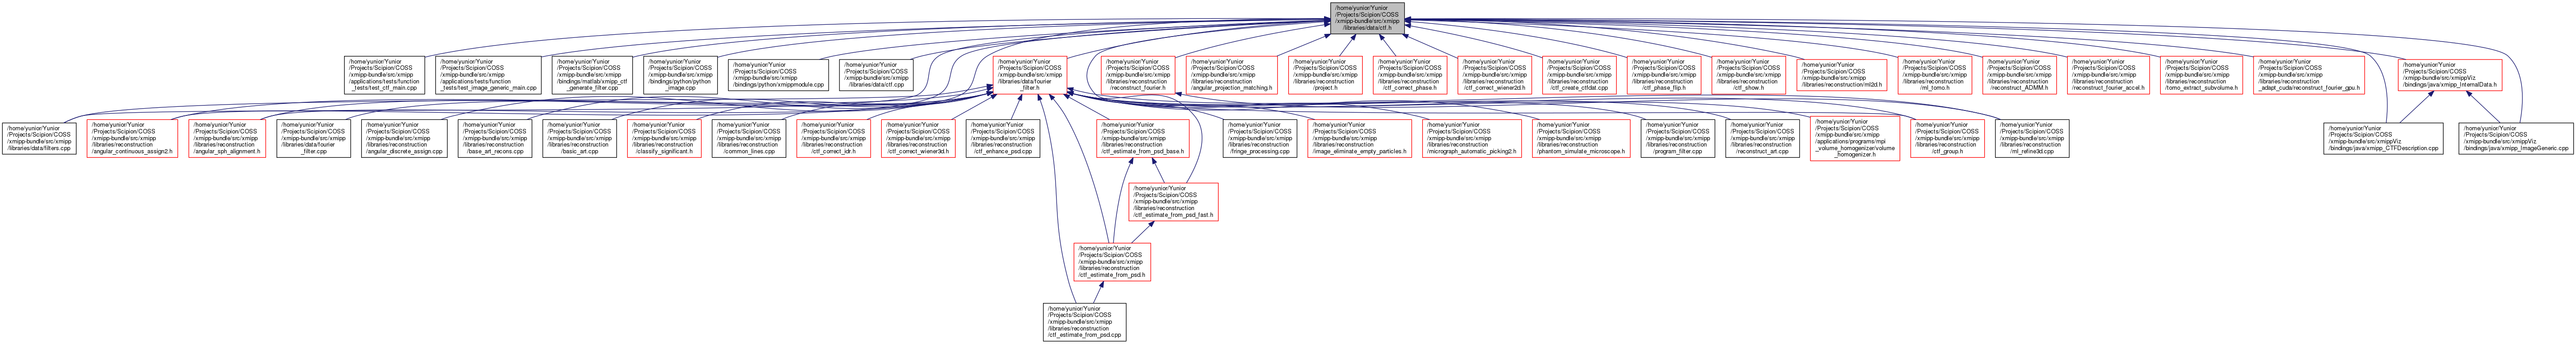 /home/yunior/Yunior
/Projects/Scipion/COSS
/xmipp-bundle/src/xmipp
/libraries/data/ctf.h
/home/yunior/Yunior
/Projects/Scipion/COSS
/xmipp-bundle/src/xmipp
/applications/tests/function
_tests/test_ctf_main.cpp
/home/yunior/Yunior
/Projects/Scipion/COSS
/xmipp-bundle/src/xmipp
/applications/tests/function
_tests/test_image_generic_main.cpp
/home/yunior/Yunior
/Projects/Scipion/COSS
/xmipp-bundle/src/xmipp
/bindings/matlab/xmipp_ctf
_generate_filter.cpp
/home/yunior/Yunior
/Projects/Scipion/COSS
/xmipp-bundle/src/xmipp
/bindings/python/python
_image.cpp
/home/yunior/Yunior
/Projects/Scipion/COSS
/xmipp-bundle/src/xmipp
/bindings/python/xmippmodule.cpp
/home/yunior/Yunior
/Projects/Scipion/COSS
/xmipp-bundle/src/xmipp
/libraries/data/ctf.cpp
/home/yunior/Yunior
/Projects/Scipion/COSS
/xmipp-bundle/src/xmipp
/libraries/data/fourier
_filter.h
/home/yunior/Yunior
/Projects/Scipion/COSS
/xmipp-bundle/src/xmipp
/libraries/reconstruction
/reconstruct_fourier.h
/home/yunior/Yunior
/Projects/Scipion/COSS
/xmipp-bundle/src/xmipp
/libraries/reconstruction
/angular_projection_matching.h
/home/yunior/Yunior
/Projects/Scipion/COSS
/xmipp-bundle/src/xmipp
/libraries/reconstruction
/project.h
/home/yunior/Yunior
/Projects/Scipion/COSS
/xmipp-bundle/src/xmipp
/libraries/reconstruction
/ctf_correct_phase.h
/home/yunior/Yunior
/Projects/Scipion/COSS
/xmipp-bundle/src/xmipp
/libraries/reconstruction
/ctf_correct_wiener2d.h
/home/yunior/Yunior
/Projects/Scipion/COSS
/xmipp-bundle/src/xmipp
/libraries/reconstruction
/ctf_create_ctfdat.cpp
/home/yunior/Yunior
/Projects/Scipion/COSS
/xmipp-bundle/src/xmipp
/libraries/reconstruction
/ctf_phase_flip.h
/home/yunior/Yunior
/Projects/Scipion/COSS
/xmipp-bundle/src/xmipp
/libraries/reconstruction
/ctf_show.h
/home/yunior/Yunior
/Projects/Scipion/COSS
/xmipp-bundle/src/xmipp
/libraries/reconstruction/ml2d.h
/home/yunior/Yunior
/Projects/Scipion/COSS
/xmipp-bundle/src/xmipp
/libraries/reconstruction
/ml_tomo.h
/home/yunior/Yunior
/Projects/Scipion/COSS
/xmipp-bundle/src/xmipp
/libraries/reconstruction
/reconstruct_ADMM.h
/home/yunior/Yunior
/Projects/Scipion/COSS
/xmipp-bundle/src/xmipp
/libraries/reconstruction
/reconstruct_fourier_accel.h
/home/yunior/Yunior
/Projects/Scipion/COSS
/xmipp-bundle/src/xmipp
/libraries/reconstruction
/tomo_extract_subvolume.h
/home/yunior/Yunior
/Projects/Scipion/COSS
/xmipp-bundle/src/xmipp
/libraries/reconstruction
_adapt_cuda/reconstruct_fourier_gpu.h
/home/yunior/Yunior
/Projects/Scipion/COSS
/xmipp-bundle/src/xmippViz
/bindings/java/xmipp_InternalData.h
/home/yunior/Yunior
/Projects/Scipion/COSS
/xmipp-bundle/src/xmipp
/libraries/data/filters.cpp
/home/yunior/Yunior
/Projects/Scipion/COSS
/xmipp-bundle/src/xmipp
/libraries/reconstruction
/angular_continuous_assign2.h
/home/yunior/Yunior
/Projects/Scipion/COSS
/xmipp-bundle/src/xmipp
/libraries/reconstruction
/angular_sph_alignment.h
/home/yunior/Yunior
/Projects/Scipion/COSS
/xmipp-bundle/src/xmipp
/libraries/data/fourier
_filter.cpp
/home/yunior/Yunior
/Projects/Scipion/COSS
/xmipp-bundle/src/xmipp
/libraries/reconstruction
/angular_discrete_assign.cpp
/home/yunior/Yunior
/Projects/Scipion/COSS
/xmipp-bundle/src/xmipp
/libraries/reconstruction
/base_art_recons.cpp
/home/yunior/Yunior
/Projects/Scipion/COSS
/xmipp-bundle/src/xmipp
/libraries/reconstruction
/basic_art.cpp
/home/yunior/Yunior
/Projects/Scipion/COSS
/xmipp-bundle/src/xmipp
/libraries/reconstruction
/classify_significant.h
/home/yunior/Yunior
/Projects/Scipion/COSS
/xmipp-bundle/src/xmipp
/libraries/reconstruction
/common_lines.cpp
/home/yunior/Yunior
/Projects/Scipion/COSS
/xmipp-bundle/src/xmipp
/libraries/reconstruction
/ctf_correct_idr.h
/home/yunior/Yunior
/Projects/Scipion/COSS
/xmipp-bundle/src/xmipp
/libraries/reconstruction
/ctf_correct_wiener3d.h
/home/yunior/Yunior
/Projects/Scipion/COSS
/xmipp-bundle/src/xmipp
/libraries/reconstruction
/ctf_enhance_psd.cpp
/home/yunior/Yunior
/Projects/Scipion/COSS
/xmipp-bundle/src/xmipp
/libraries/reconstruction
/ctf_estimate_from_psd_base.h
/home/yunior/Yunior
/Projects/Scipion/COSS
/xmipp-bundle/src/xmipp
/libraries/reconstruction
/fringe_processing.cpp
/home/yunior/Yunior
/Projects/Scipion/COSS
/xmipp-bundle/src/xmipp
/libraries/reconstruction
/image_eliminate_empty_particles.h
/home/yunior/Yunior
/Projects/Scipion/COSS
/xmipp-bundle/src/xmipp
/libraries/reconstruction
/micrograph_automatic_picking2.h
/home/yunior/Yunior
/Projects/Scipion/COSS
/xmipp-bundle/src/xmipp
/libraries/reconstruction
/phantom_simulate_microscope.h
/home/yunior/Yunior
/Projects/Scipion/COSS
/xmipp-bundle/src/xmipp
/libraries/reconstruction
/program_filter.cpp
/home/yunior/Yunior
/Projects/Scipion/COSS
/xmipp-bundle/src/xmipp
/libraries/reconstruction
/reconstruct_art.cpp
/home/yunior/Yunior
/Projects/Scipion/COSS
/xmipp-bundle/src/xmipp
/applications/programs/mpi
_volume_homogenizer/volume
_homogenizer.h
/home/yunior/Yunior
/Projects/Scipion/COSS
/xmipp-bundle/src/xmipp
/libraries/reconstruction
/ctf_group.h
/home/yunior/Yunior
/Projects/Scipion/COSS
/xmipp-bundle/src/xmipp
/libraries/reconstruction
/ml_refine3d.cpp
/home/yunior/Yunior
/Projects/Scipion/COSS
/xmipp-bundle/src/xmippViz
/bindings/java/xmipp_CTFDescription.cpp
/home/yunior/Yunior
/Projects/Scipion/COSS
/xmipp-bundle/src/xmippViz
/bindings/java/xmipp_ImageGeneric.cpp
/home/yunior/Yunior
/Projects/Scipion/COSS
/xmipp-bundle/src/xmipp
/libraries/reconstruction
/ctf_estimate_from_psd_fast.h
/home/yunior/Yunior
/Projects/Scipion/COSS
/xmipp-bundle/src/xmipp
/libraries/reconstruction
/ctf_estimate_from_psd.h
/home/yunior/Yunior
/Projects/Scipion/COSS
/xmipp-bundle/src/xmipp
/libraries/reconstruction
/ctf_estimate_from_psd.cpp